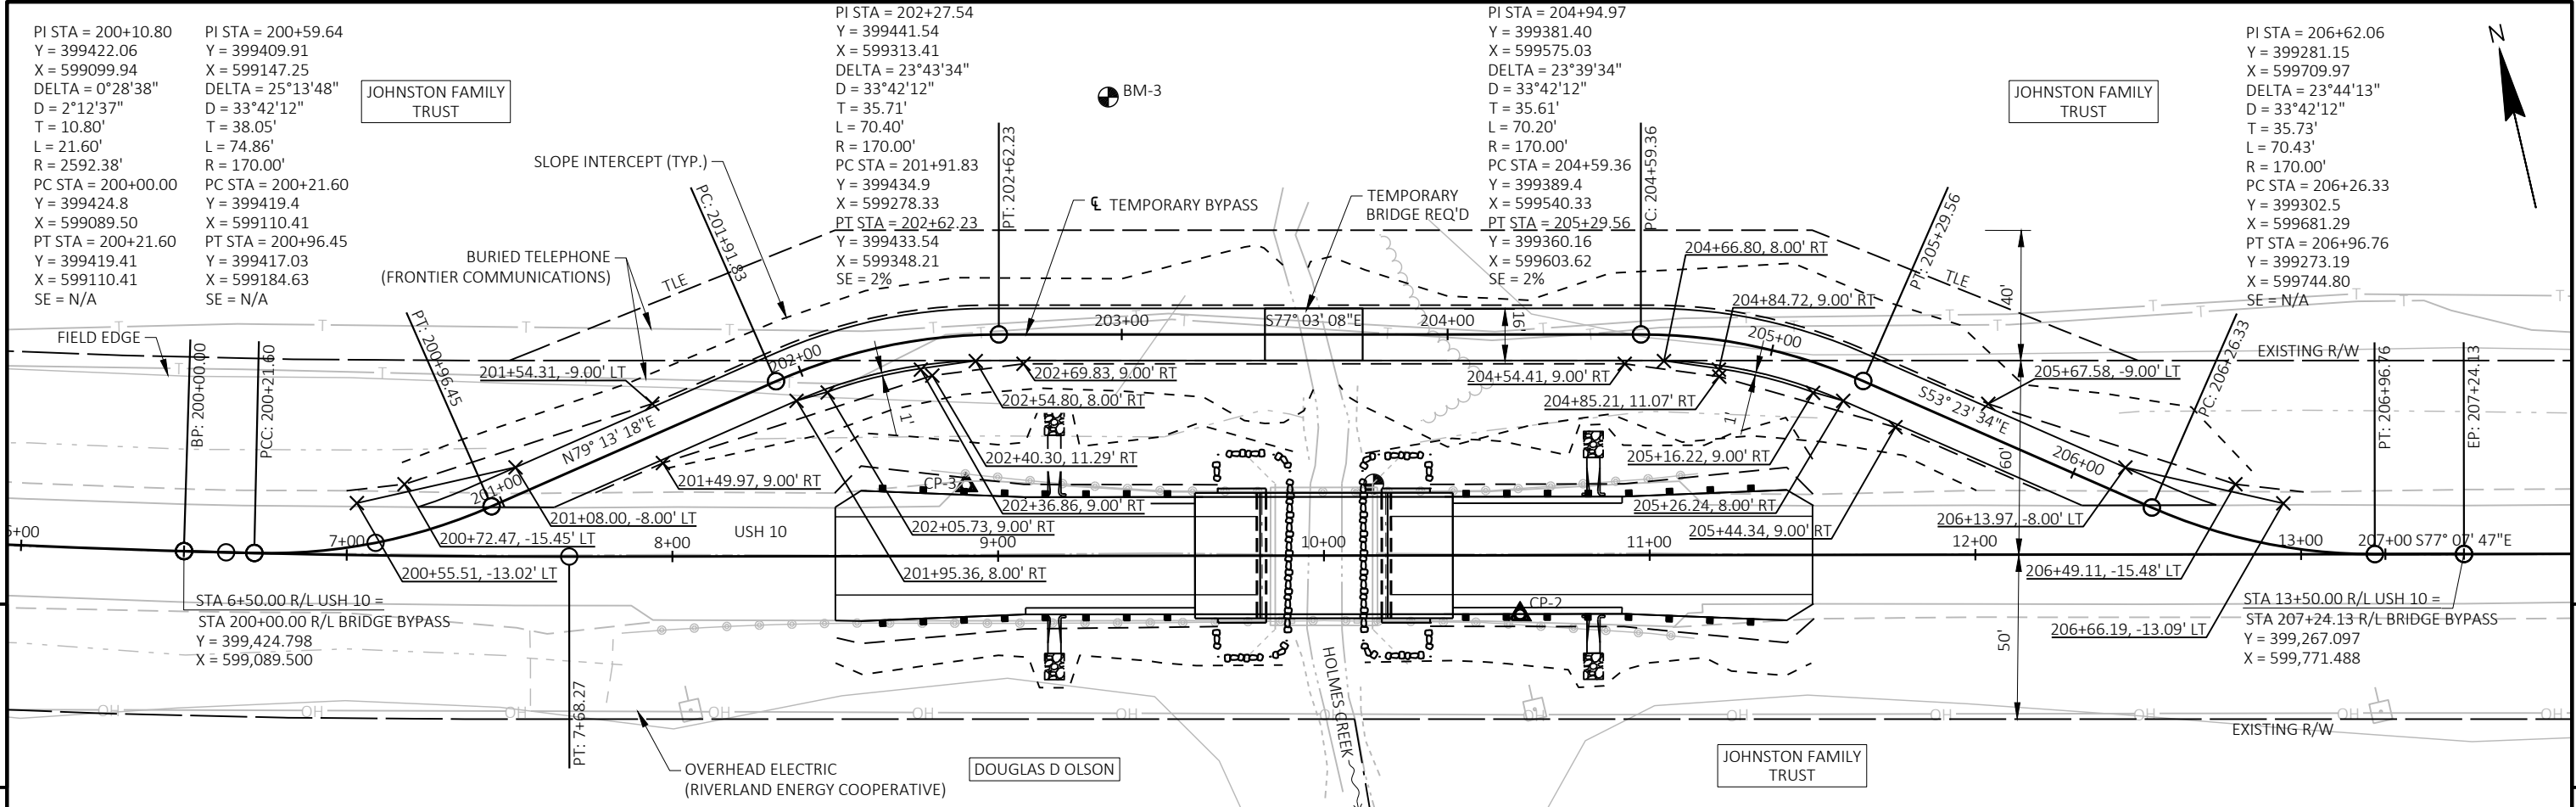 PI STA = 200+10.80
Y = 399422.06
X = 599099.94
DELTA = 0°28'38"
D = 2°12'37"
T = 10.80'
L = 21.60'
R = 2592.38'
PC STA = 200+00.00
Y = 399424.8
X = 599089.50
PT STA = 200+21.60
Y = 399419.41
X = 599110.41
SE = N/A
PI STA = 200+59.64
Y = 399409.91
X = 599147.25
DELTA = 25°13'48"
D = 33°42'12"
T = 38.05'
L = 74.86'
R = 170.00'
PC STA = 200+21.60
Y = 399419.4
X = 599110.41
PT STA = 200+96.45
Y = 399417.03
X = 599184.63
SE = N/A
JOHNSTON FAMILY
TRUST
PI STA = 202+27.54
Y = 399441.54
X = 599313.41
DELTA = 23°43'34"
D = 33°42'12"
T = 35.71'
L = 70.40'
R = 170.00'
PC STA = 201+91.83
Y = 399434.9
X = 599278.33
PT STA = 202+62.23
Y = 399433.54
X = 599348.21
SE = 2%
BM-3
PI STA = 204+94.97
Y = 399381.40
X = 599575.03
DELTA = 23°39'34"
D = 33°42'12"
T = 35.61'
L = 70.20'
R = 170.00'
PC STA = 204+59.36
Y = 399389.4
X = 599540.33
PT STA = 205+29.56
Y = 399360.16
X = 599603.62
SE = 2%
JOHNSTON FAMILY
TRUST
PI STA = 206+62.06
Y = 399281.15
X = 599709.97
DELTA = 23°44'13"
D = 33°42'12"
T = 35.73'
L = 70.43'
R = 170.00'
PC STA = 206+26.33
Y = 399302.5
X = 599681.29
PT STA = 206+96.76
Y = 399273.19
X = 599744.80
SE = N/A
N
SLOPE INTERCEPT (TYP.)
BURIED TELEPHONE
(FRONTIER COMMUNICATIONS)
TLE
PC: 201+91.83
PT: 202+62.23
℄ TEMPORARY BYPASS
TEMPORARY
BRIDGE REQ'D
PC: 204+59.36
204+66.80, 8.00' RT
204+84.72, 9.00' RT
PT: 205+29.56
TLE
40'
FIELD EDGE
T T T T T T T T T T T T T T T T T
BP: 200+00.00
PCC: 200+21.60
PT: 200+96.45
201+54.31, -9.00' LT
202+00
203+00
S77° 03' 08"E
204+00
16'
205+00
EXISTING R/W
PC: 206+26.33
PT: 206+96.76
EP: 207+24.13
202+69.83, 9.00' RT
202+54.80, 8.00' RT
204+54.41, 9.00' RT
204+85.21, 11.07' RT
205+67.58, -9.00' LT
1'
1'
N79° 13' 18"E
S53° 23' 34"E
201+00
206+00
60'
202+40.30, 11.29' RT
205+16.22, 9.00' RT
201+49.97, 9.00' RT
CP-3
202+36.86, 9.00' RT
205+26.24, 8.00' RT
201+08.00, -8.00' LT
USH 10
202+05.73, 9.00' RT
205+44.34, 9.00' RT
206+13.97, -8.00' LT
200+72.47, -15.45' LT
6+00
7+00
8+00
9+00
10+00
11+00
12+00
13+00
207+00
S77° 07' 47"E
200+55.51, -13.02' LT
201+95.36, 8.00' RT
206+49.11, -15.48' LT
STA 6+50.00 R/L USH 10 =
STA 200+00.00 R/L BRIDGE BYPASS
Y = 399,424.798
X = 599,089.500
CP-2
206+66.19, -13.09' LT
STA 13+50.00 R/L USH 10 =
STA 207+24.13 R/L BRIDGE BYPASS
Y = 399,267.097
X = 599,771.488
50'
PT: 7+68.27
HOLMES CREEK
OH OH OH OH OH OH OH OH OH OH OH OH OH
EXISTING R/W
OVERHEAD ELECTRIC
(RIVERLAND ENERGY COOPERATIVE)
DOUGLAS D OLSON
JOHNSTON FAMILY
TRUST